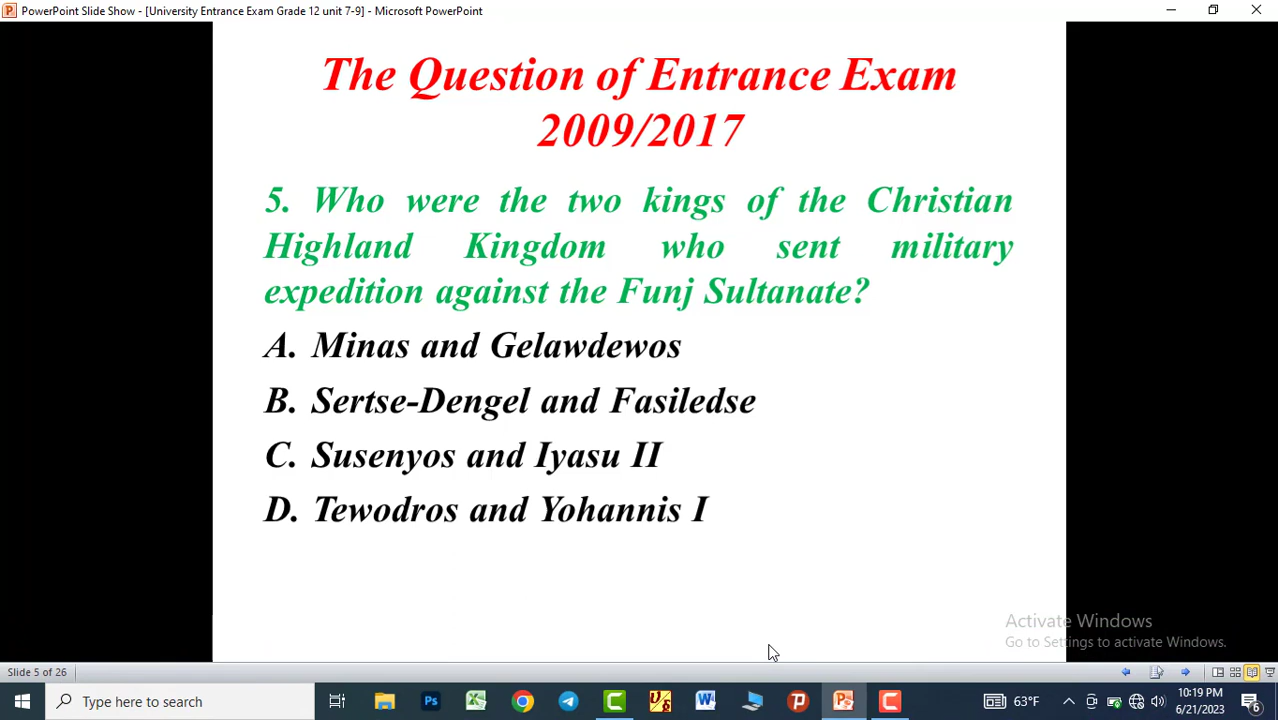 PowerPoint Slide Show - [University Entrance Exam Grade 12 unit 7-9] - Microsoft PowerPoint
The Question of Entrance Exam
2009/2017
5. Who were the two kings of the Christian
Highland Kingdom who sent military
expedition against the Funj Sultanate?
A. Minas and Gelawdewos
B. Sertse-Dengel and Fasiledse
C. Susenyos and Iyasu II
D. Tewodros and Yohannis I
Activate Windows
Go to Settings to activate Windows.
Slide 5 of 26
Type here to search
63°F
10:19 PM
6/21/2023
6